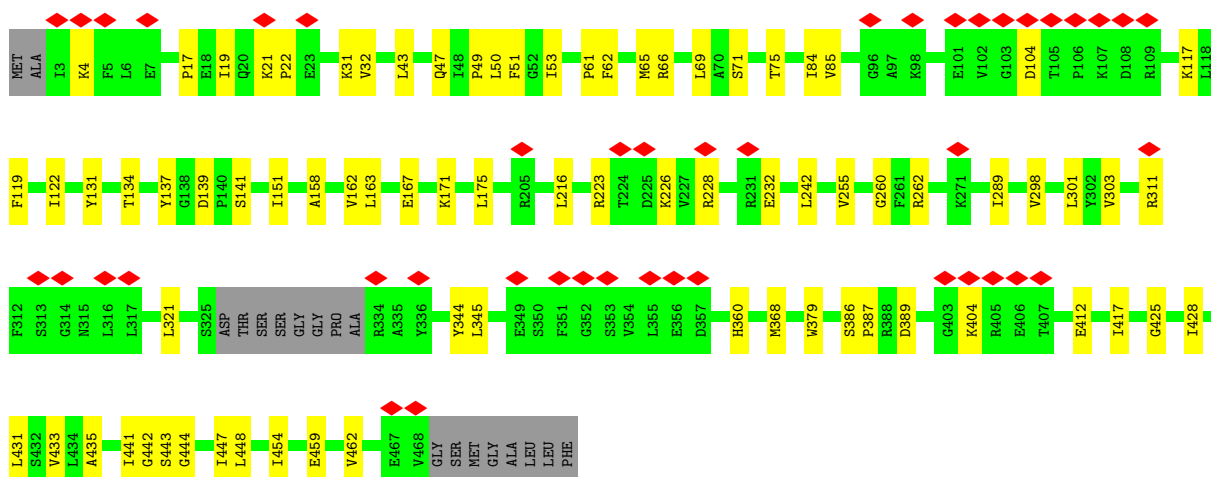 MET ALA I3 K4 F5 L6 E7 P17 E18 I19 Q20 K21 P22 E23 K31 V32 L43 Q47 I48 P49 L50 F51 G52 I53 P61 F62 M65 R66 L69 A70 S71 T75 I84 V85 G96 A97 K98 E101 V102 G103 D104 T105 P106 K107 D108 R109 K117 L118
F119 I122 Y131 T134 Y137 G138 D139 P140 S141 I151 A158 V162 L163 E167 K171 L175 R205 L216 R223 T224 D225 K226 V227 R228 R231 E232 L242 V255 G260 F261 R262 K271 I289 V298 L301 Y302 V303 R311
F312 S313 G314 N315 L316 L317 L321 S325 ASP THR SER SER GLY GLY PRO ALA R334 A335 Y336 Y344 L345 E349 S350 F351 G352 S353 V354 L355 E356 D357 H360 M368 W379 S386 P387 R388 D389 G403 K404 R405 E406 T407 E412 I417 G425 I428
L431 S432 V433 L434 A435 I441 G442 S443 G444 I447 L448 I454 E459 V462 E467 V468 GLY SER MET GLY ALA LEU LEU PHE